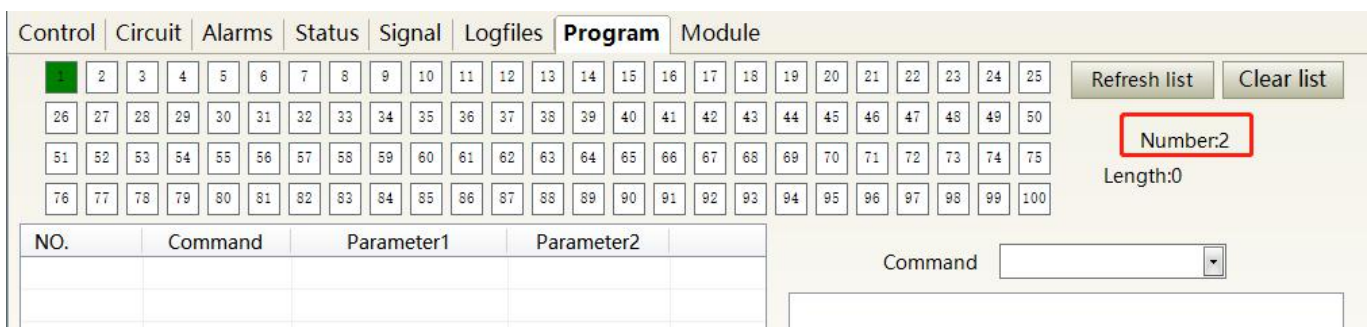 Control Circuit Alarms Status Signal Logfiles Program Module
1 2 3 4 5 6 7 8 9 10 11 12 13 14 15 16 17 18 19 20 21 22 23 24 25 Refresh list Clear list
26 27 28 29 30 31 32 33 34 35 36 37 38 39 40 41 42 43 44 45 46 47 48 49 50
Number:2
51 52 53 54 55 56 57 58 59 60 61 62 63 64 65 66 67 68 69 70 71 72 73 74 75
Length:0
76 77 78 79 80 81 82 83 84 85 86 87 88 89 90 91 92 93 94 95 96 97 98 99 100
NO. Command Parameter1 Parameter2
Command